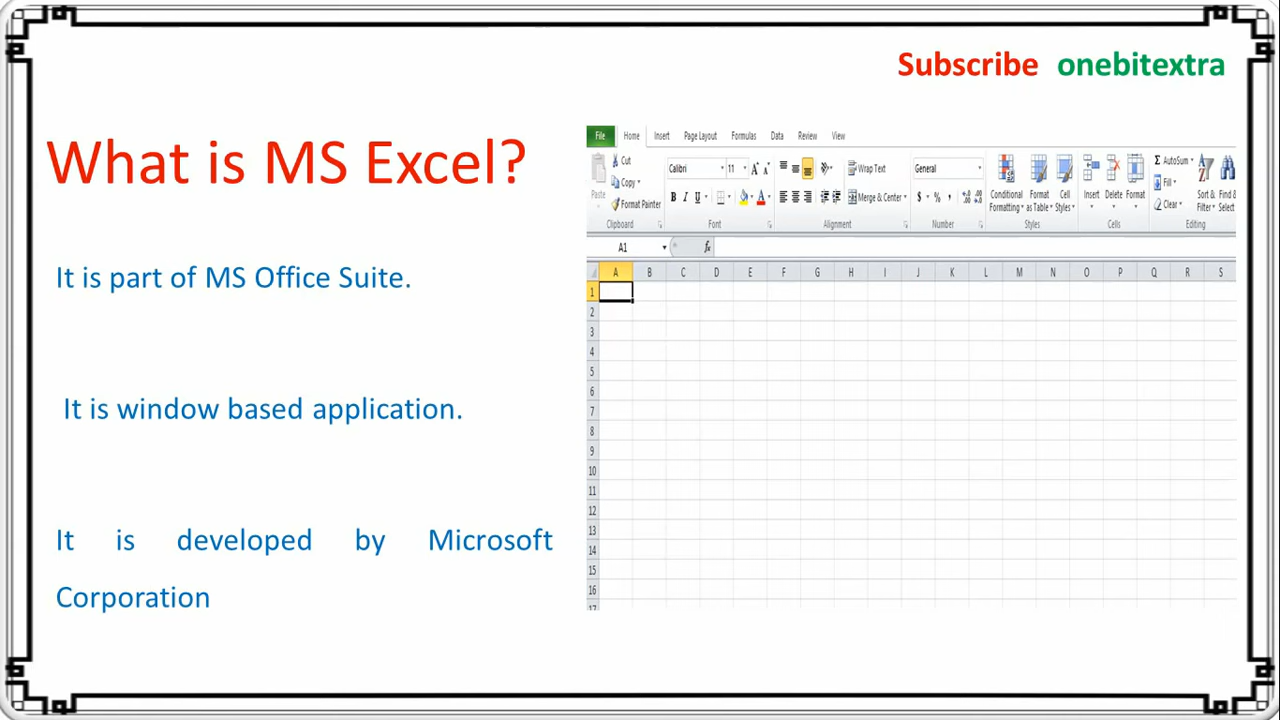 Subscribe onebitextra
What is MS Excel?
It is part of MS Office Suite.
It is window based application.
It is developed by Microsoft
Corporation
File Home Insert Page Layout Formulas Data Review View
Cut Calibri 11 Wrap Text General Σ AutoSum
Paste Copy Conditional Format Cell Insert Delete Format Fill Sort & Find
Format Painter B I U Merge & Center $ % , Formatting as Table Styles Clear Filter Select
Clipboard Font Alignment Number Styles Cells Editing
A1 fx
A B C D E F G H I J K L M N O P Q R S
1
2
3
4
5
6
7
8
9
10
11
12
13
14
15
16
17